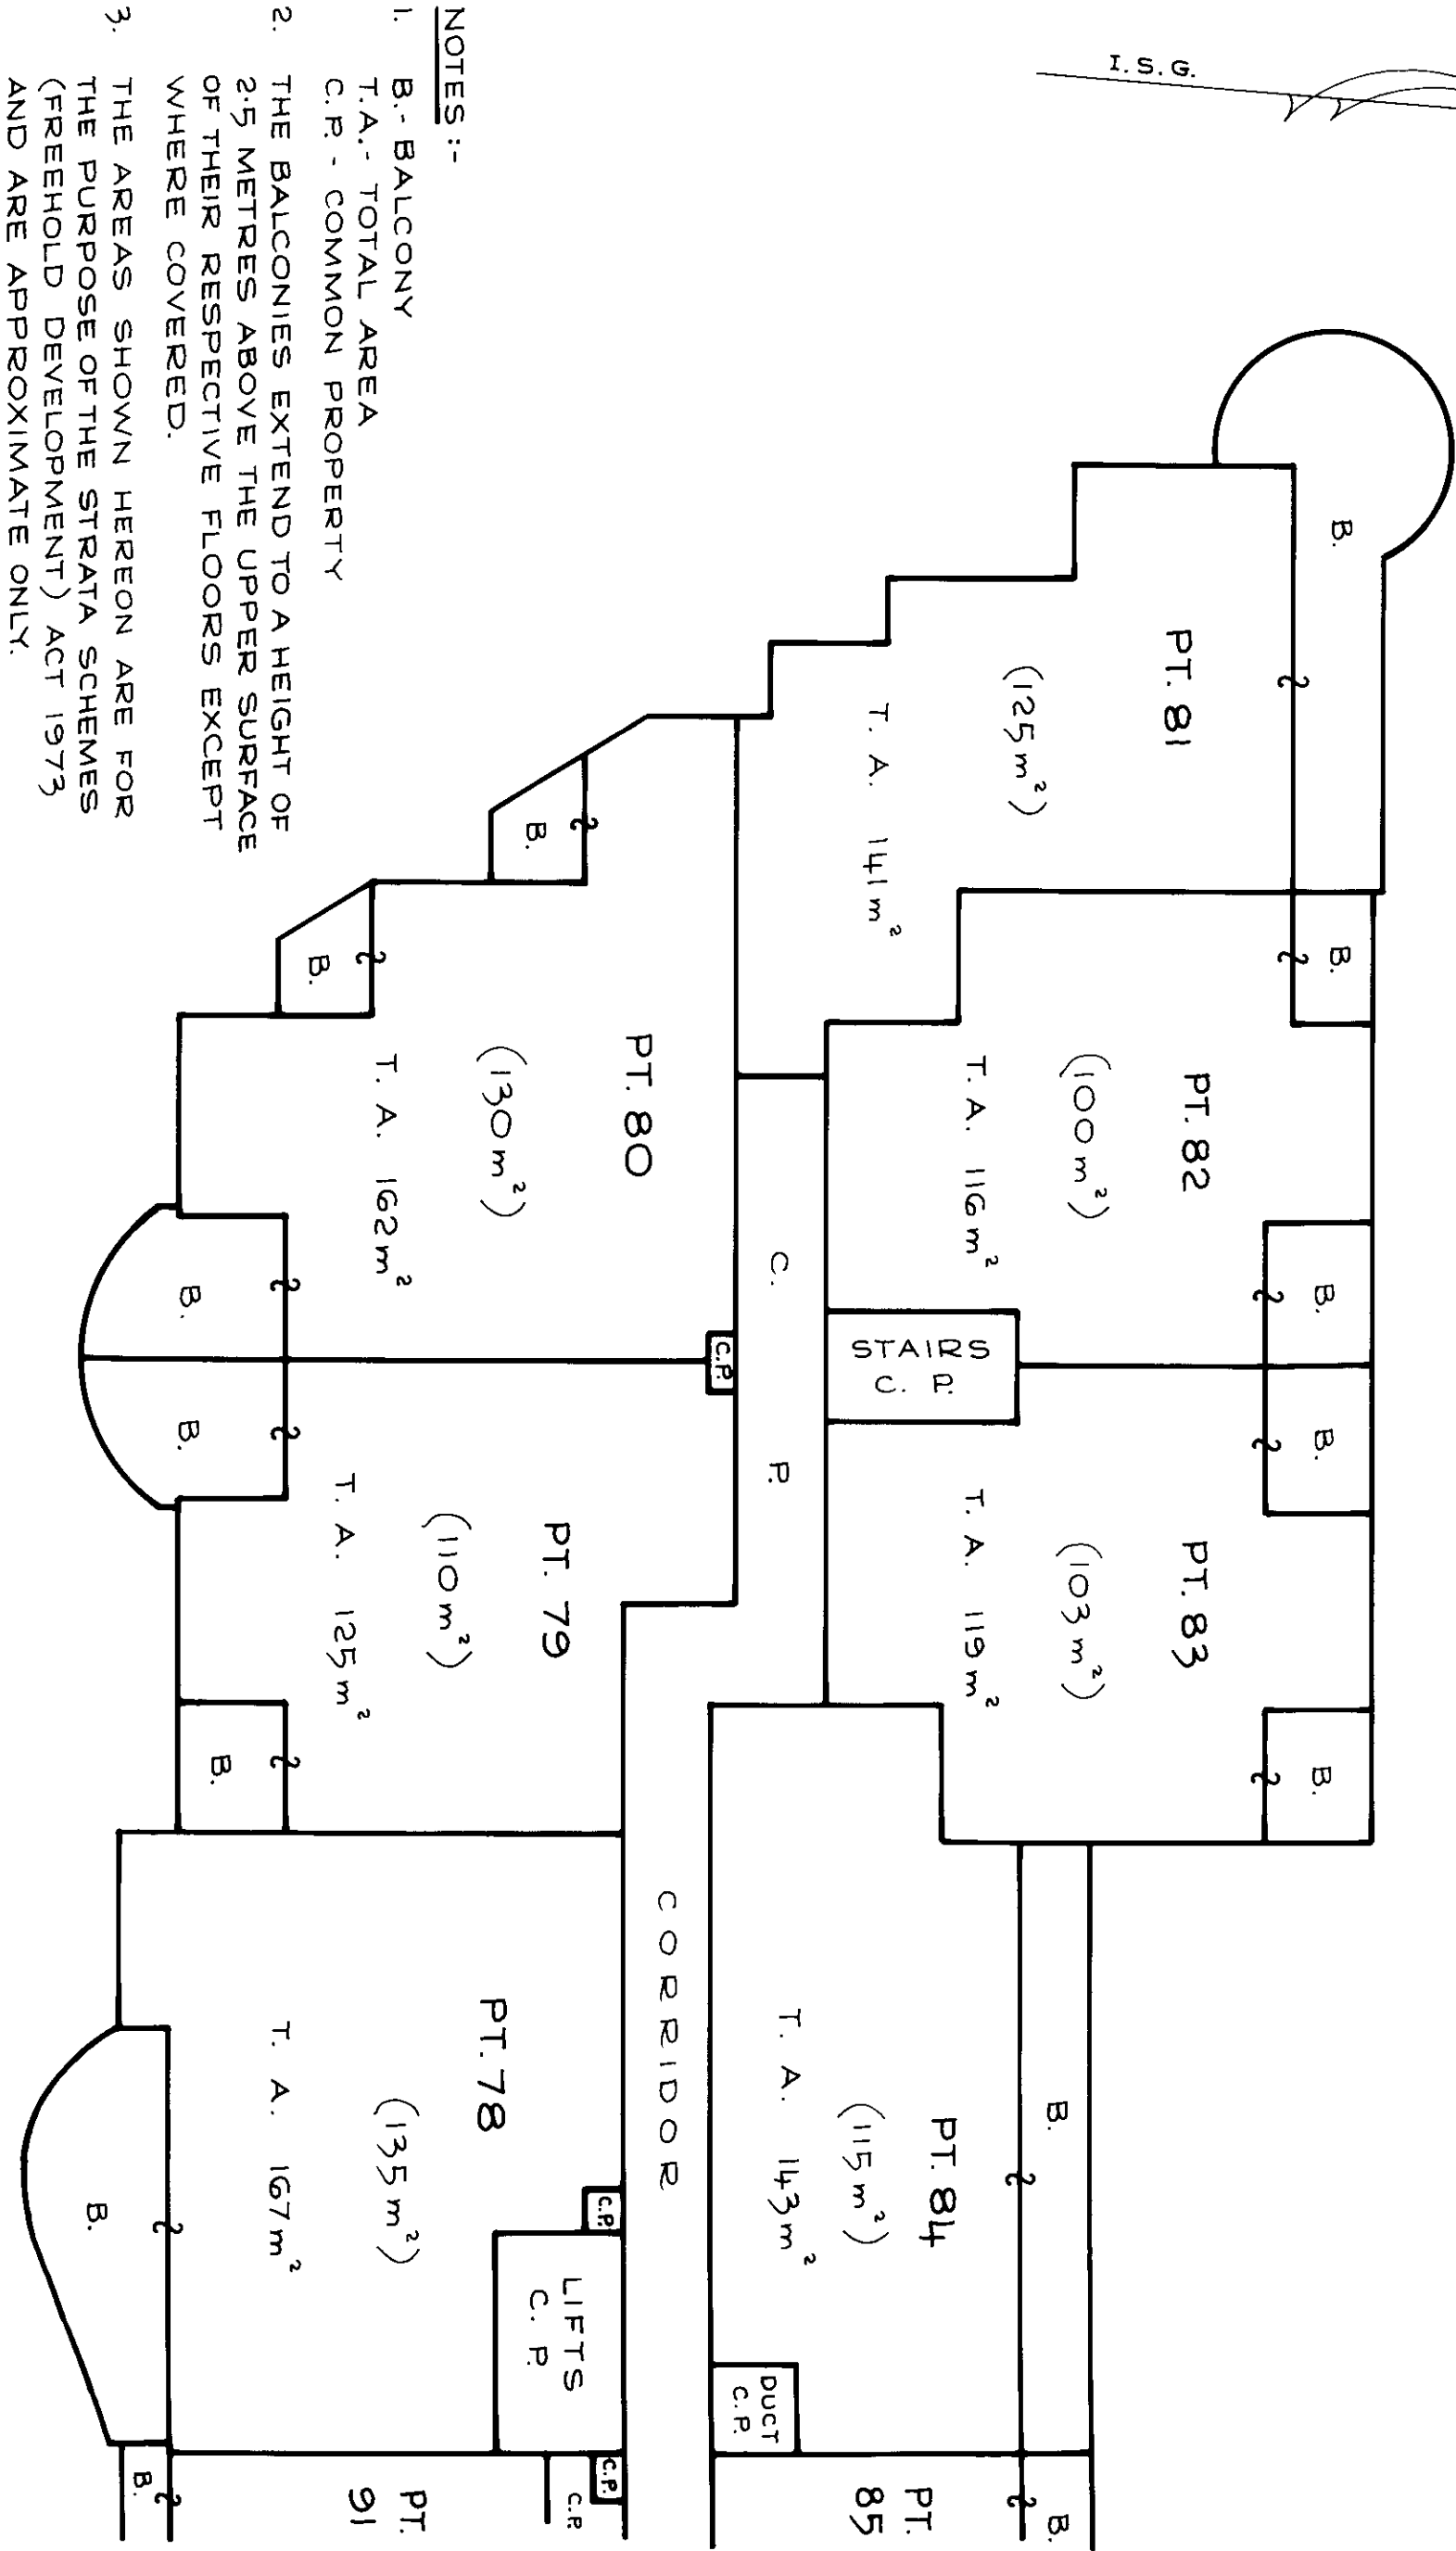 I.S.G.
NOTES :-
1. B.- BALCONY
T.A.- TOTAL AREA
C.P. - COMMON PROPERTY
2. THE BALCONIES EXTEND TO A HEIGHT OF
2·5 METRES ABOVE THE UPPER SURFACE
OF THEIR RESPECTIVE FLOORS EXCEPT
WHERE COVERED.
3. THE AREAS SHOWN HEREON ARE FOR
THE PURPOSE OF THE STRATA SCHEMES
(FREEHOLD DEVELOPMENT) ACT 1973
AND ARE APPROXIMATE ONLY.
B.
PT. 81
(125m²)
T. A. 141m²
B.
PT. 82
(100m²)
T. A. 116m²
B.
B.
PT. 83
(103m²)
T. A. 119m²
B.
STAIRS
C. P.
C. P.
C.P.
B.
B.
PT. 80
(130m²)
T. A. 162m²
B.
B.
PT. 79
(110m²)
T. A. 125m²
B.
CORRIDOR
B.
PT. 84
(115m²)
T. A. 143m²
DUCT
C.P.
PT. 78
(135m²)
T. A. 167m²
B.
C.P.
LIFTS
C. P.
B.
PT.
85
C.P.
C.P.
PT.
91
B.